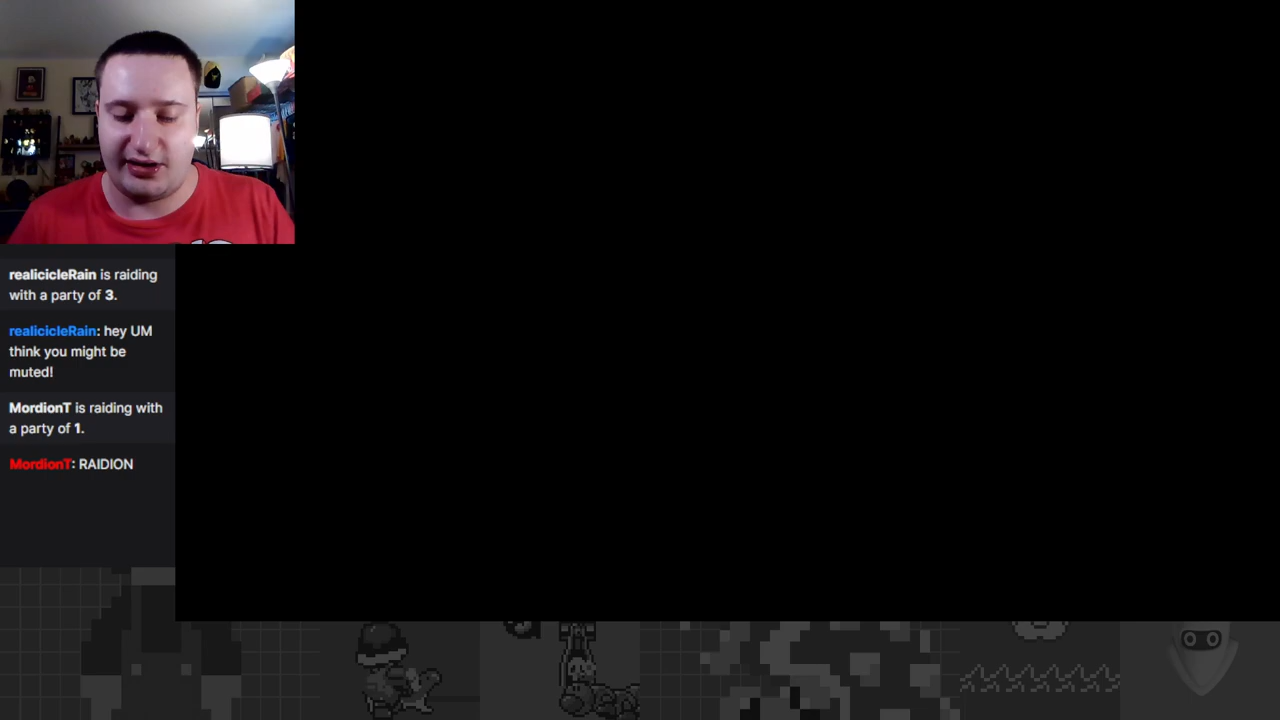 realicicleRain is raiding
with a party of 3.
realicicleRain: hey UM
think you might be
muted!
MordionT is raiding with
a party of 1.
MordionT: RAIDION